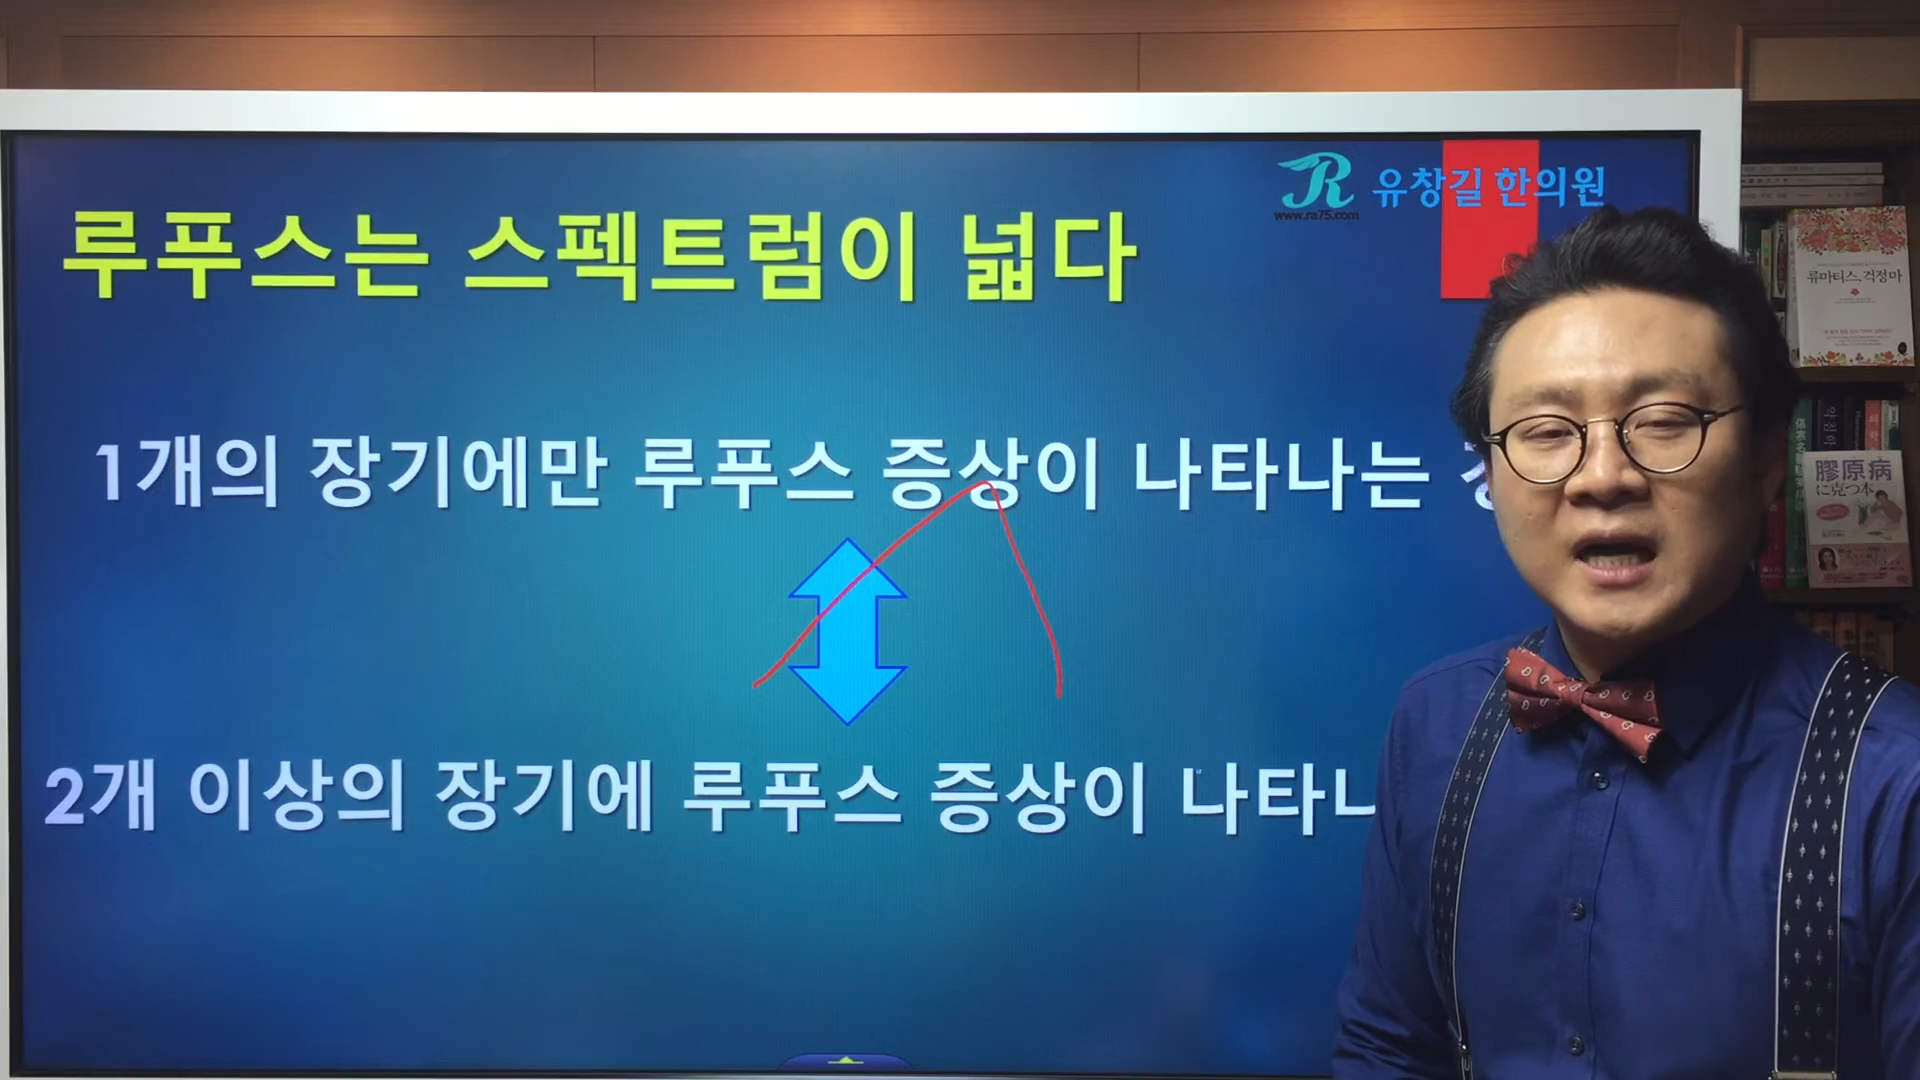 유창길 한의원
www.ra75.com
루푸스는 스펙트럼이 넓다
1개의 장기에만 루푸스 증상이 나타나는
2개 이상의 장기에 루푸스 증상이
류마티스, 걱정마
膠原病
に克つ本